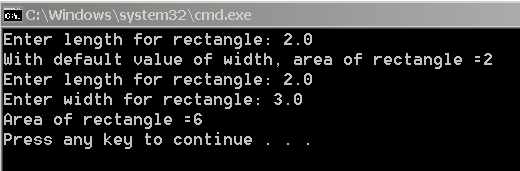 C:\Windows\system32\cmd.exe
Enter length for rectangle: 2.0
With default value of width, area of rectangle =2
Enter length for rectangle: 2.0
Enter width for rectangle: 3.0
Area of rectangle =6
Press any key to continue . . .